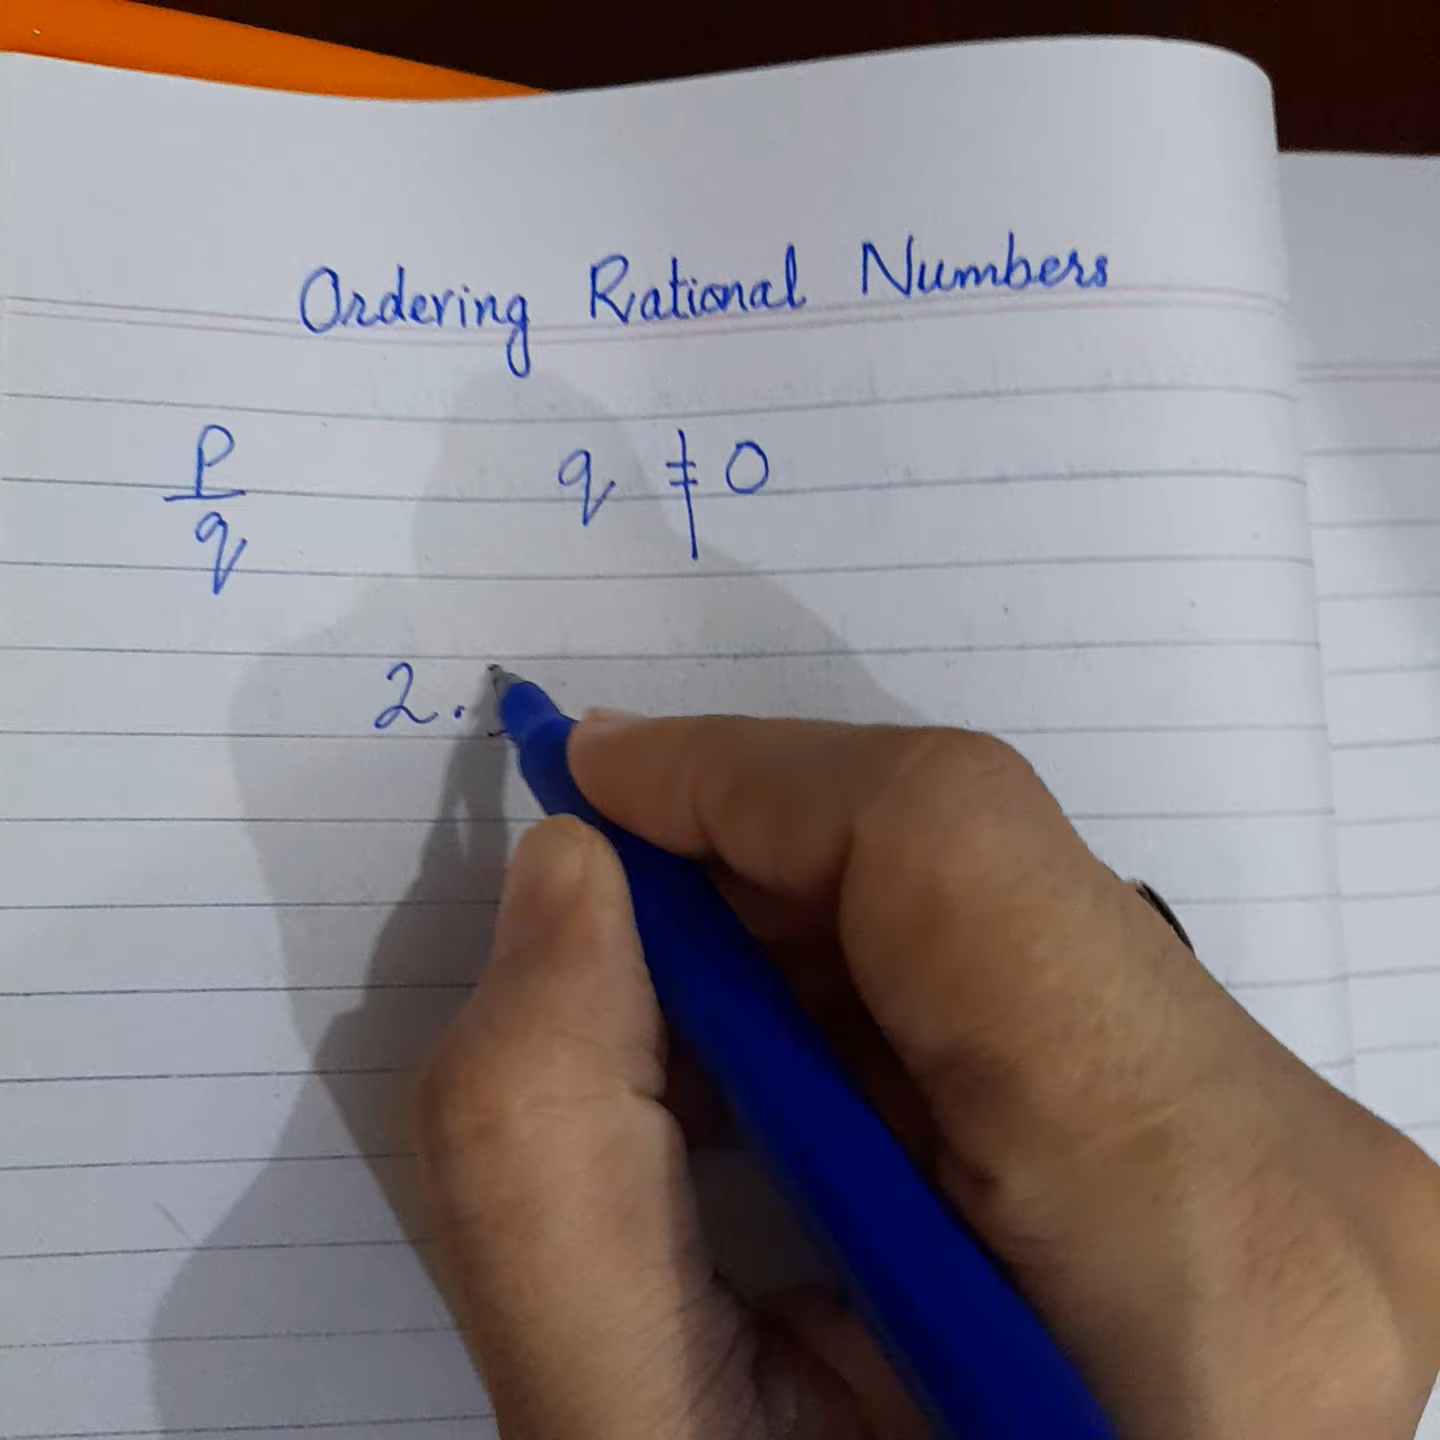 Ordering Rational Numbers
p/q q ≠ 0
2.